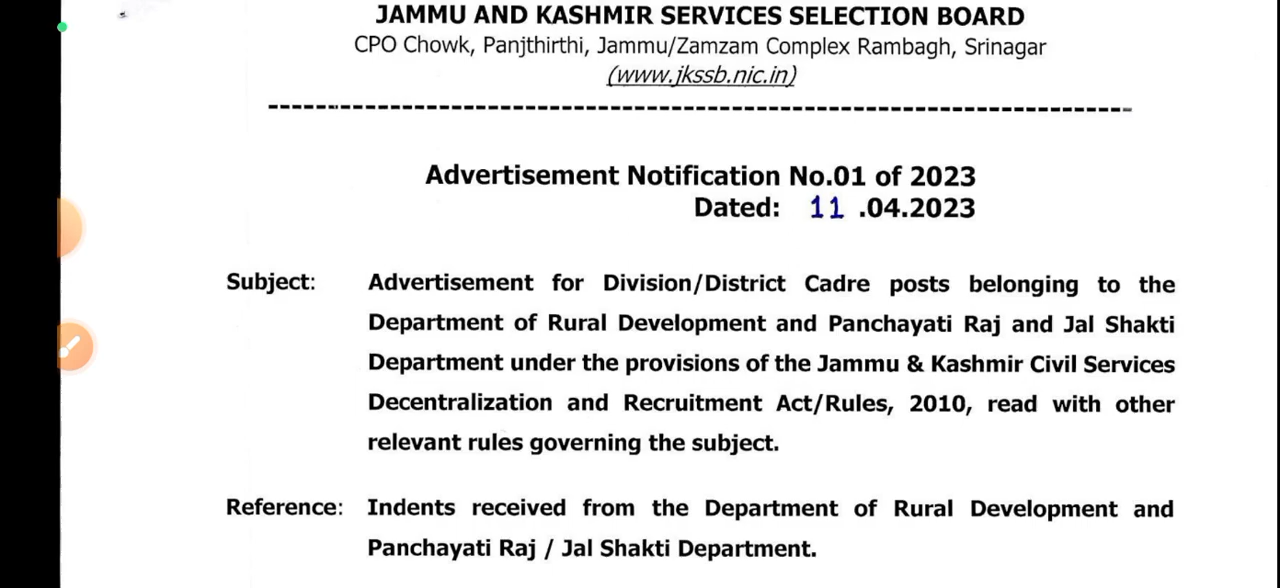 JAMMU AND KASHMIR SERVICES SELECTION BOARD
CPO Chowk, Panjthirthi, Jammu/Zamzam Complex Rambagh, Srinagar
(www.jkssb.nic.in)
Advertisement Notification No.01 of 2023
Dated: 11 .04.2023
Subject: Advertisement for Division/District Cadre posts belonging to the
Department of Rural Development and Panchayati Raj and Jal Shakti
Department under the provisions of the Jammu & Kashmir Civil Services
Decentralization and Recruitment Act/Rules, 2010, read with other
relevant rules governing the subject.
Reference: Indents received from the Department of Rural Development and
Panchayati Raj / Jal Shakti Department.